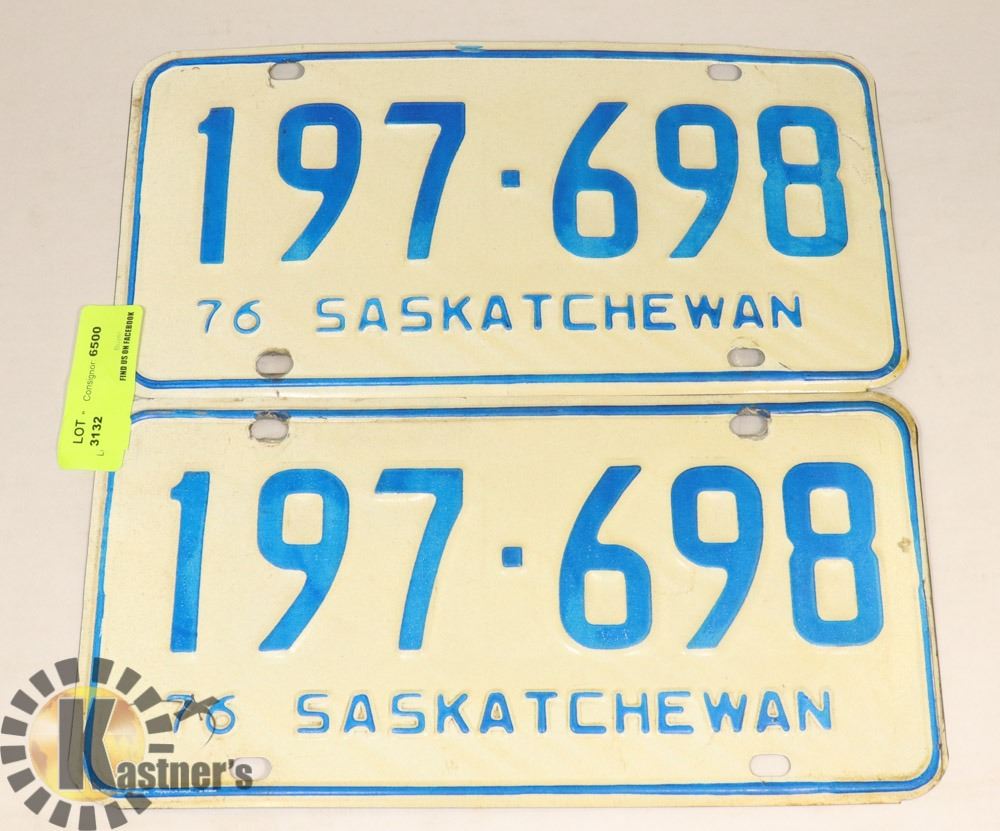 197·698
76 SASKATCHEWAN
LOT #
3132
Consignor 6500
FIND US ON FACEBOOK
197·698
76 SASKATCHEWAN
Kastner's